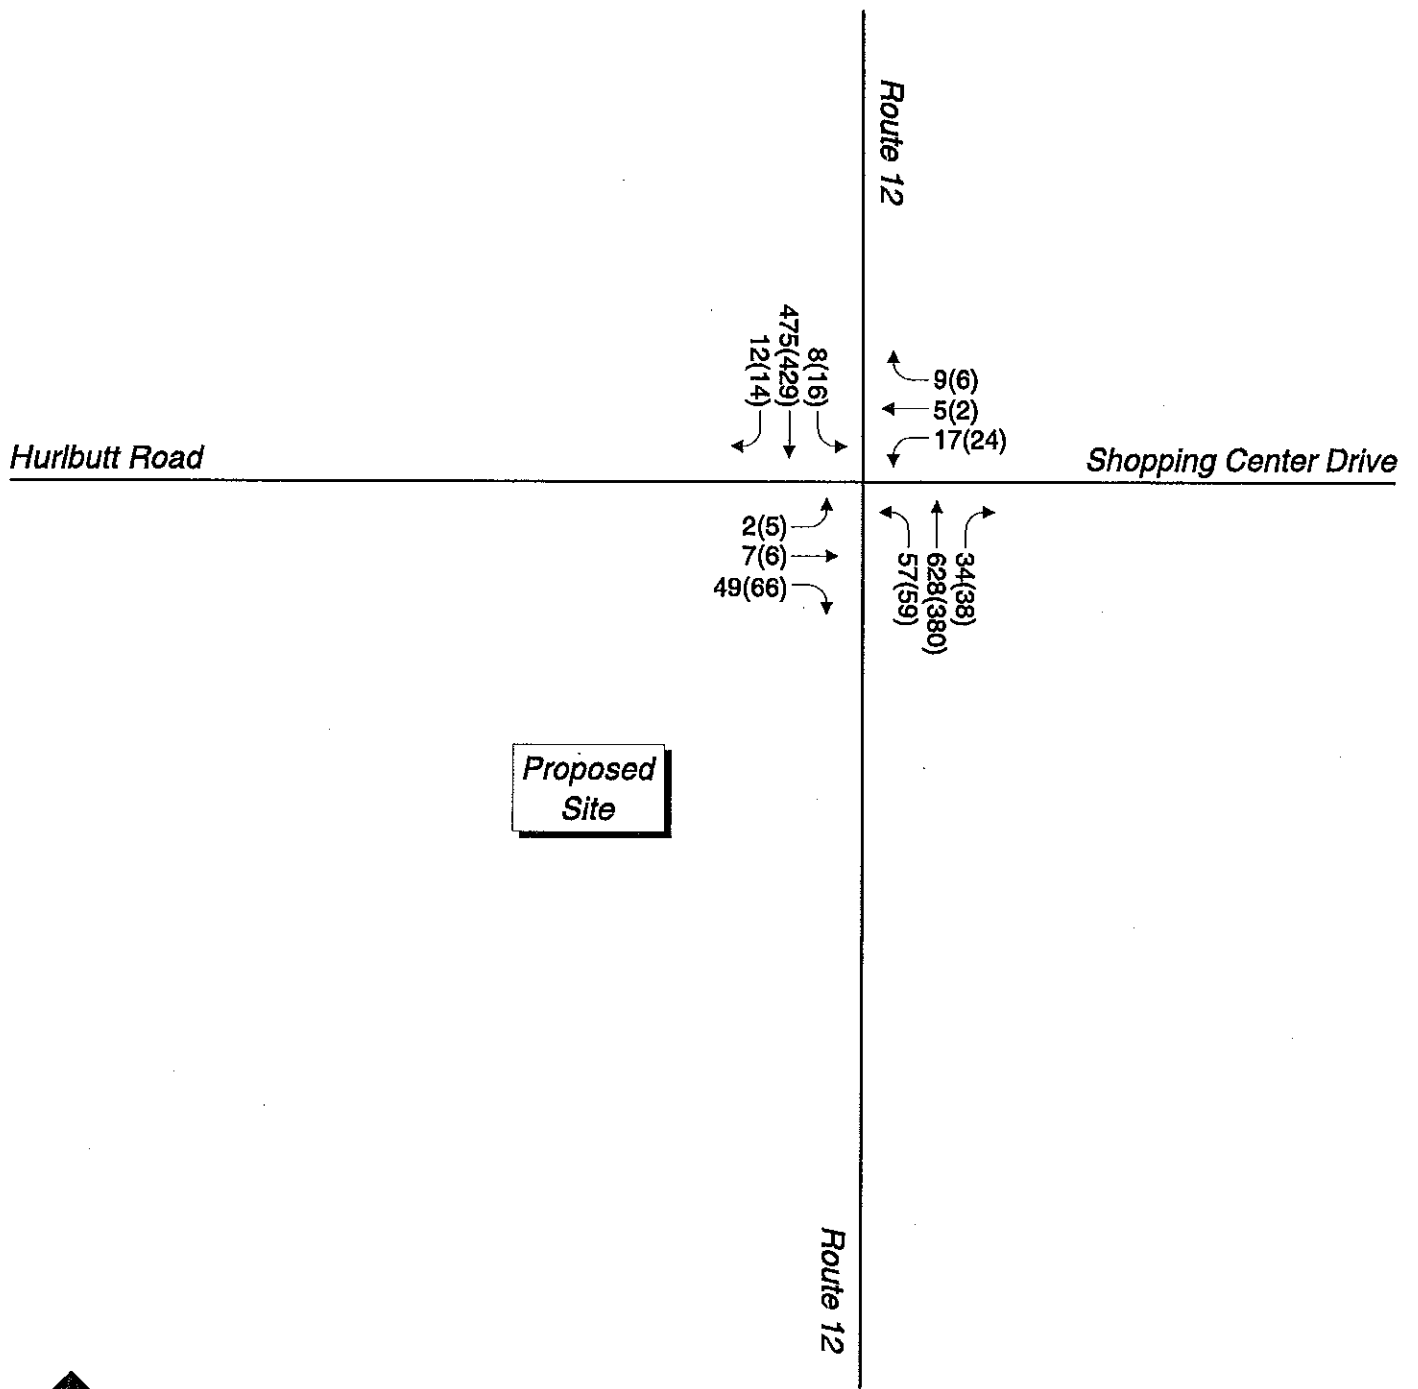 Route 12
475(429)
12(14)
8(16)
9(6)
5(2)
17(24)
Hurlbutt Road
Shopping Center Drive
2(5)
7(6)
49(66)
57(59)
628(380)
34(38)
Proposed
Site
Route 12